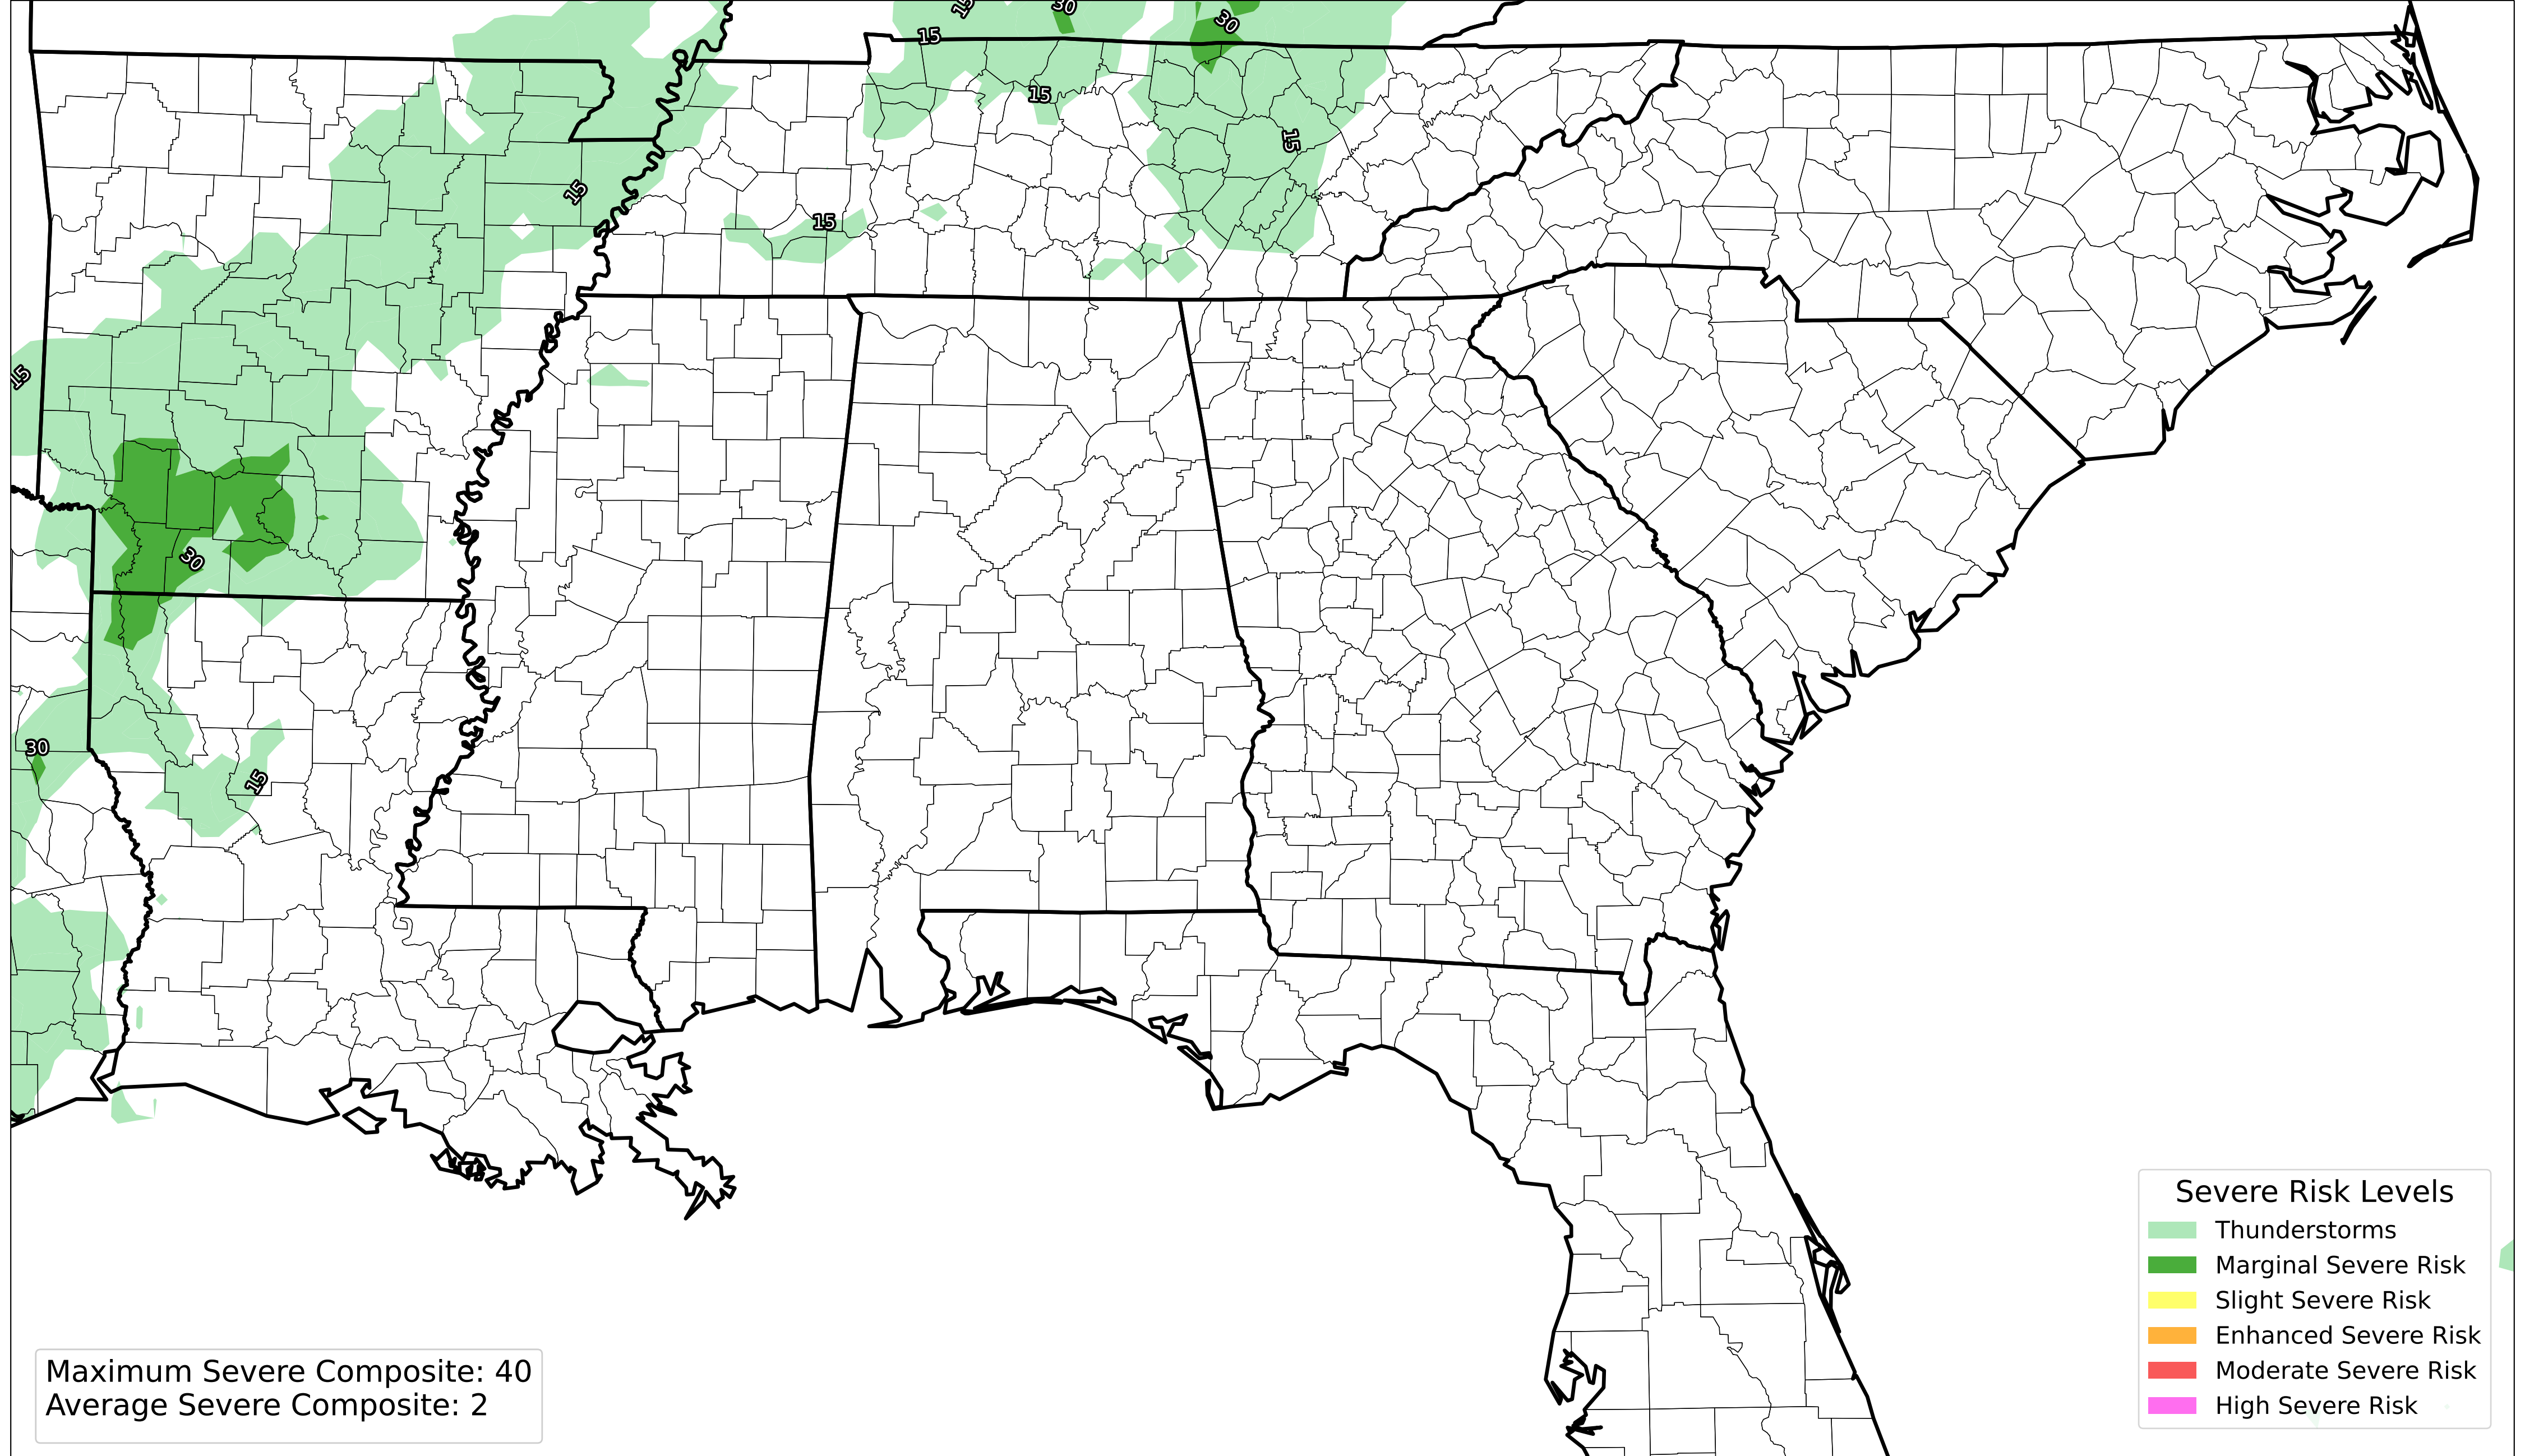 15
30
30
15
15
15
15
15
15
30
30
15
Severe Risk Levels
Thunderstorms
Marginal Severe Risk
Slight Severe Risk
Enhanced Severe Risk
Moderate Severe Risk
High Severe Risk
Maximum Severe Composite: 40
Average Severe Composite: 2